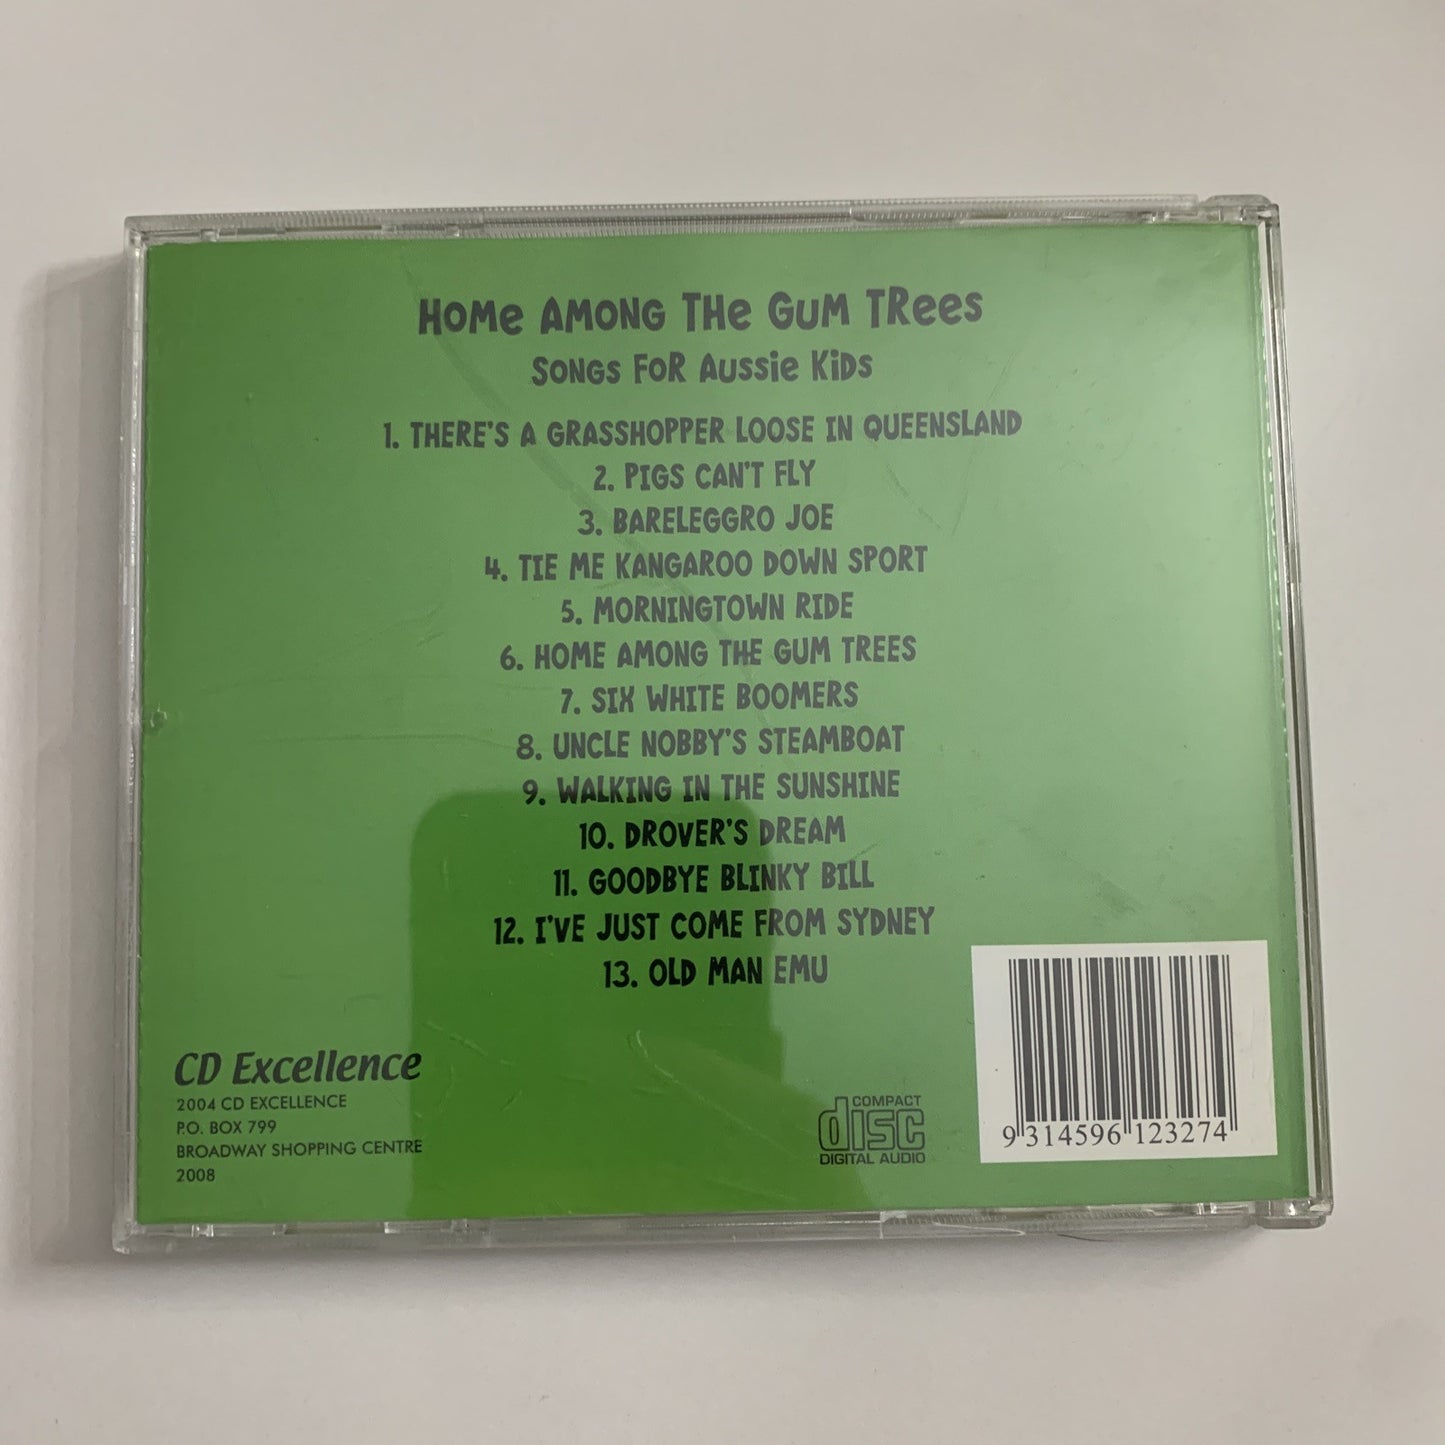 Home Among The Gum Trees
Songs For Aussie Kids
1. THERE'S A GRASSHOPPER LOOSE IN QUEENSLAND
2. PIGS CAN'T FLY
3. BARELEGGRO JOE
4. TIE ME KANGAROO DOWN SPORT
5. MORNINGTOWN RIDE
6. HOME AMONG THE GUM TREES
7. SIX WHITE BOOMERS
8. UNCLE NOBBY'S STEAMBOAT
9. WALKING IN THE SUNSHINE
10. DROVER'S DREAM
11. GOODBYE BLINKY BILL
12. I'VE JUST COME FROM SYDNEY
13. OLD MAN EMU
CD Excellence
2004 CD EXCELLENCE
P.O. BOX 799
BROADWAY SHOPPING CENTRE
2008
COMPACT
disc
DIGITAL AUDIO
9 314596 123274